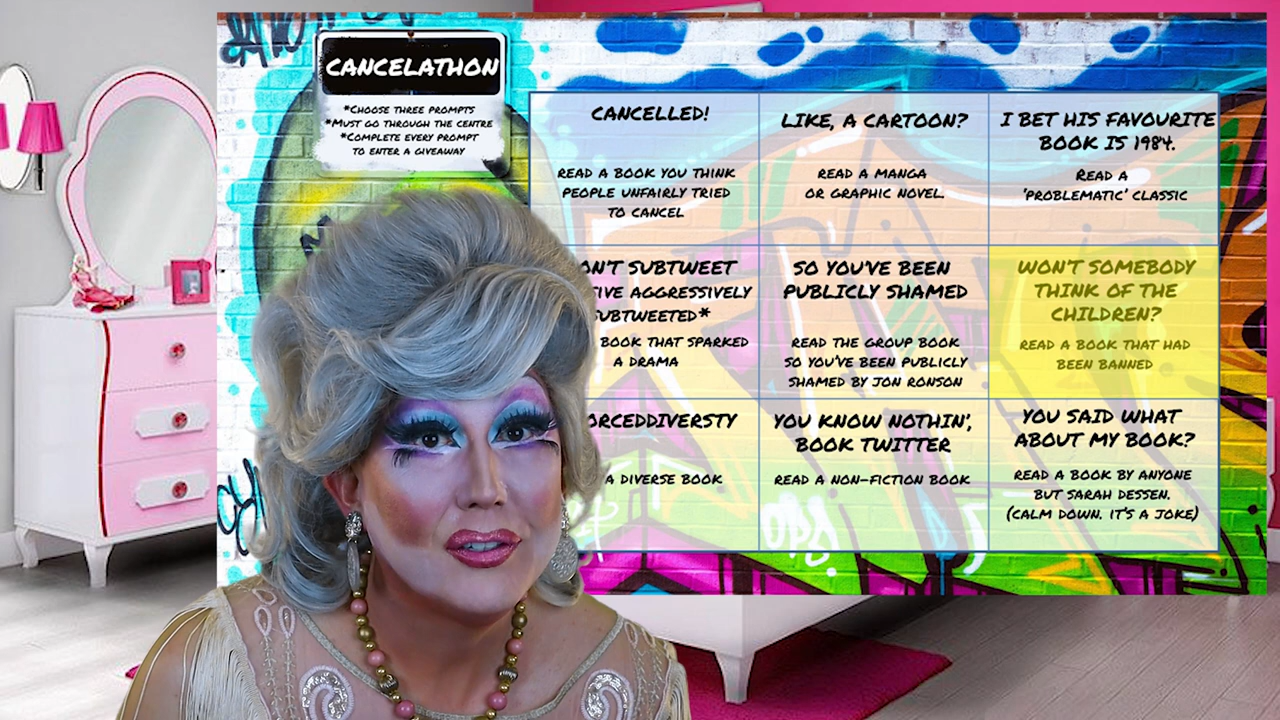 CANCELATHON
*CHOOSE THREE PROMPTS
*MUST GO THROUGH THE CENTRE
*COMPLETE EVERY PROMPT
TO ENTER A GIVEAWAY
CANCELLED!
READ A BOOK YOU THINK
PEOPLE UNFAIRLY TRIED
TO CANCEL
LIKE, A CARTOON?
READ A MANGA
OR GRAPHIC NOVEL.
I BET HIS FAVOURITE
BOOK IS 1984.
READ A
'PROBLEMATIC' CLASSIC
SUBTWEET
AGGRESSIVELY
SUBTWEETED*
BOOK THAT SPARKED
A DRAMA
SO YOU'VE BEEN
PUBLICLY SHAMED
READ THE GROUP BOOK
SO YOU'VE BEEN PUBLICLY
SHAMED BY JON RONSON
WON'T SOMEBODY
THINK OF THE
CHILDREN?
READ A BOOK THAT HAD
BEEN BANNED
ORCEDDIVERSTY
A DIVERSE BOOK
YOU KNOW NOTHIN',
BOOK TWITTER
READ A NON-FICTION BOOK
YOU SAID WHAT
ABOUT MY BOOK?
READ A BOOK BY ANYONE
BUT SARAH DESSEN.
(CALM DOWN. IT'S A JOKE)